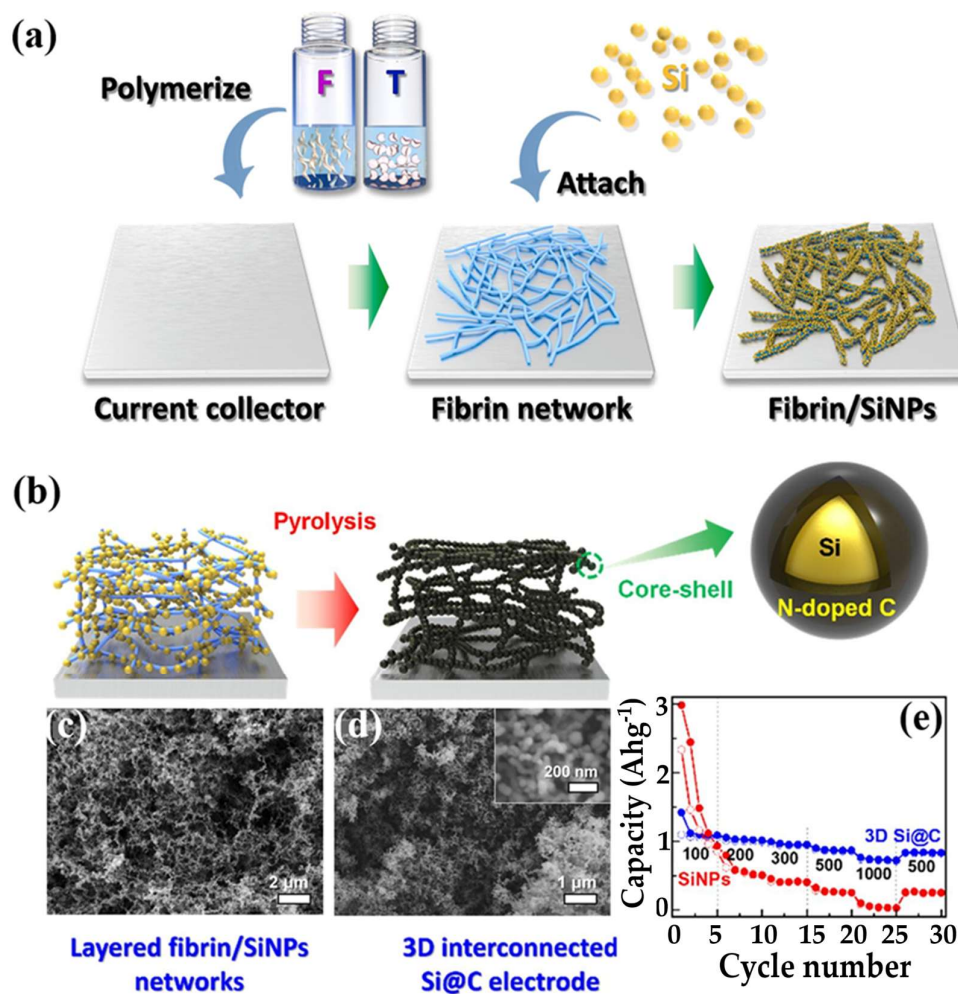 (a)
Polymerize
F
T
Si
Attach
Current collector
Fibrin network
Fibrin/SiNPs
(b)
Pyrolysis
Core-shell
Si
N-doped C
(c)
2 μm
Layered fibrin/SiNPs
networks
(d)
200 nm
1 μm
3D interconnected
Si@C electrode
(e)
Capacity (Ahg⁻¹)
3
2
1
0
3D Si@C
100
200
300
500
1000
500
SiNPs
0 5 10 15 20 25 30
Cycle number